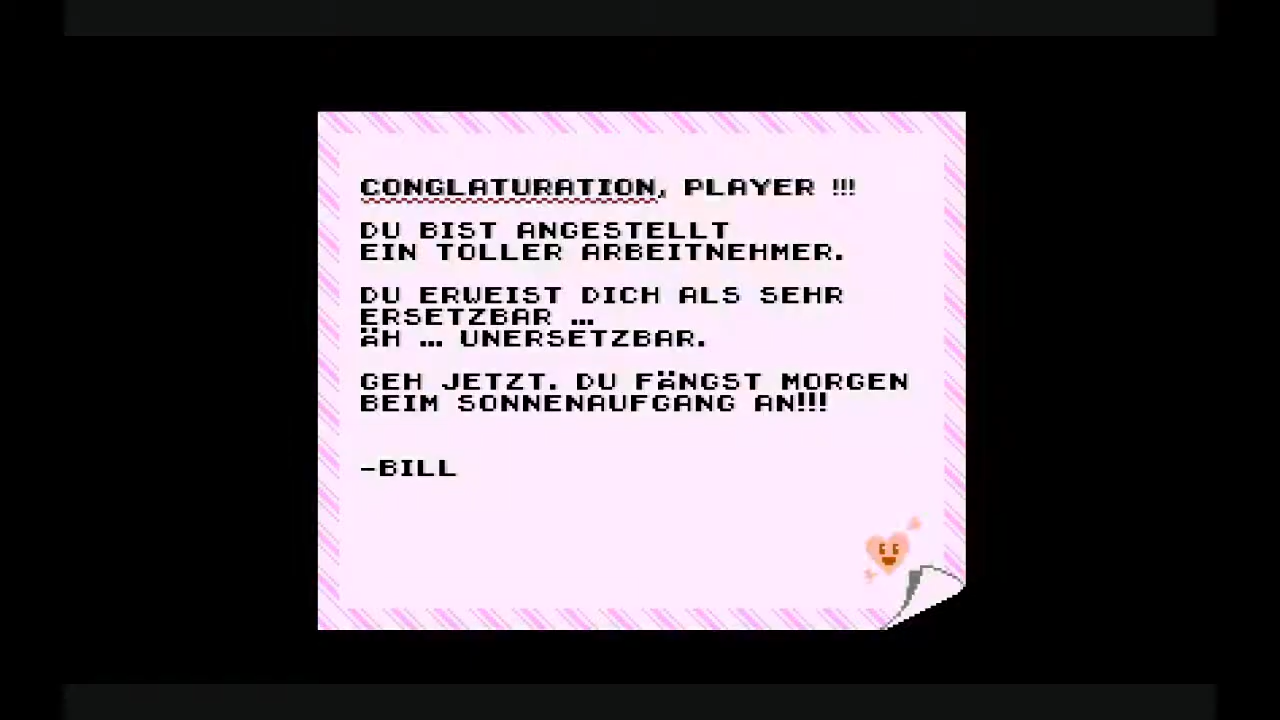 CONGLATURATION, PLAYER !!!
DU BIST ANGESTELLT
EIN TOLLER ARBEITNEHMER.
DU ERWEIST DICH ALS SEHR
ERSETZBAR ...
ÄH ... UNERSETZBAR.
GEH JETZT. DU FÄNGST MORGEN
BEIM SONNENAUFGANG AN!!!
-BILL